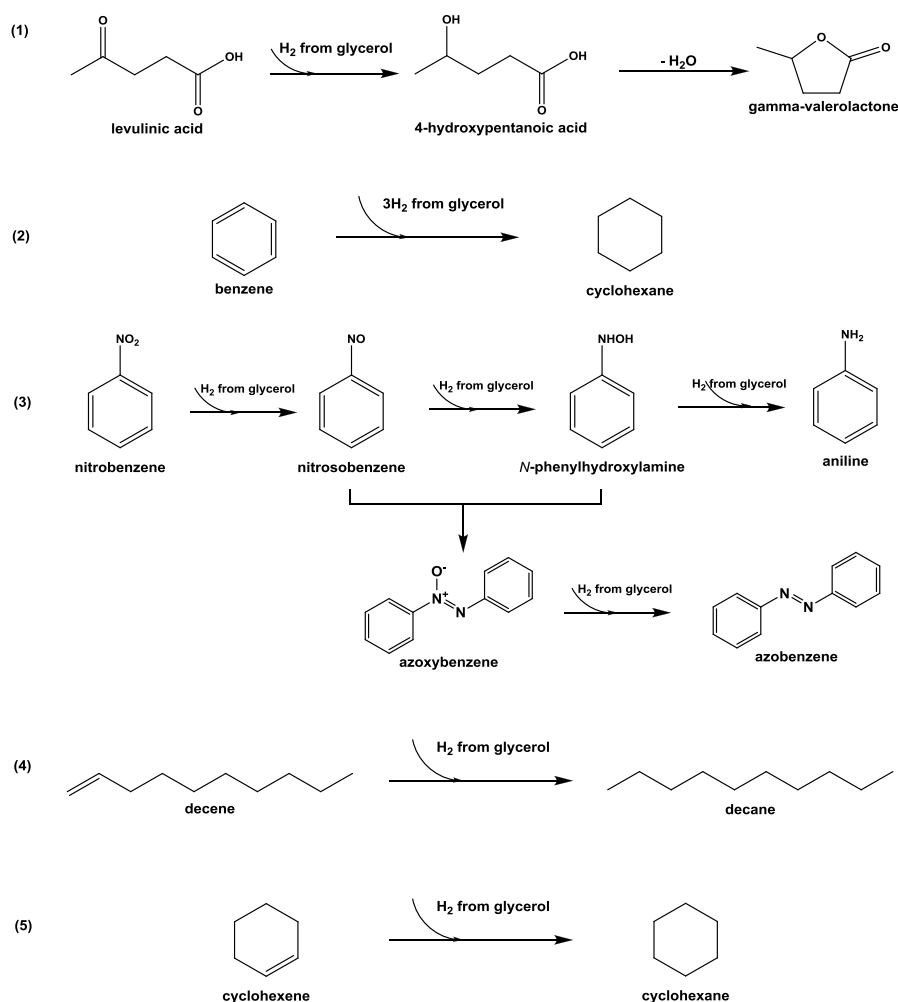 (1)
O
OH
O
levulinic acid
H2 from glycerol
OH
OH
O
4-hydroxypentanoic acid
- H2O
O
O
gamma-valerolactone
(2)
benzene
3H2 from glycerol
cyclohexane
(3)
NO2
nitrobenzene
H2 from glycerol
NO
nitrosobenzene
H2 from glycerol
NHOH
N-phenylhydroxylamine
H2 from glycerol
NH2
aniline
O-
N+
N
azoxybenzene
H2 from glycerol
N
N
azobenzene
(4)
decene
H2 from glycerol
decane
(5)
cyclohexene
H2 from glycerol
cyclohexane